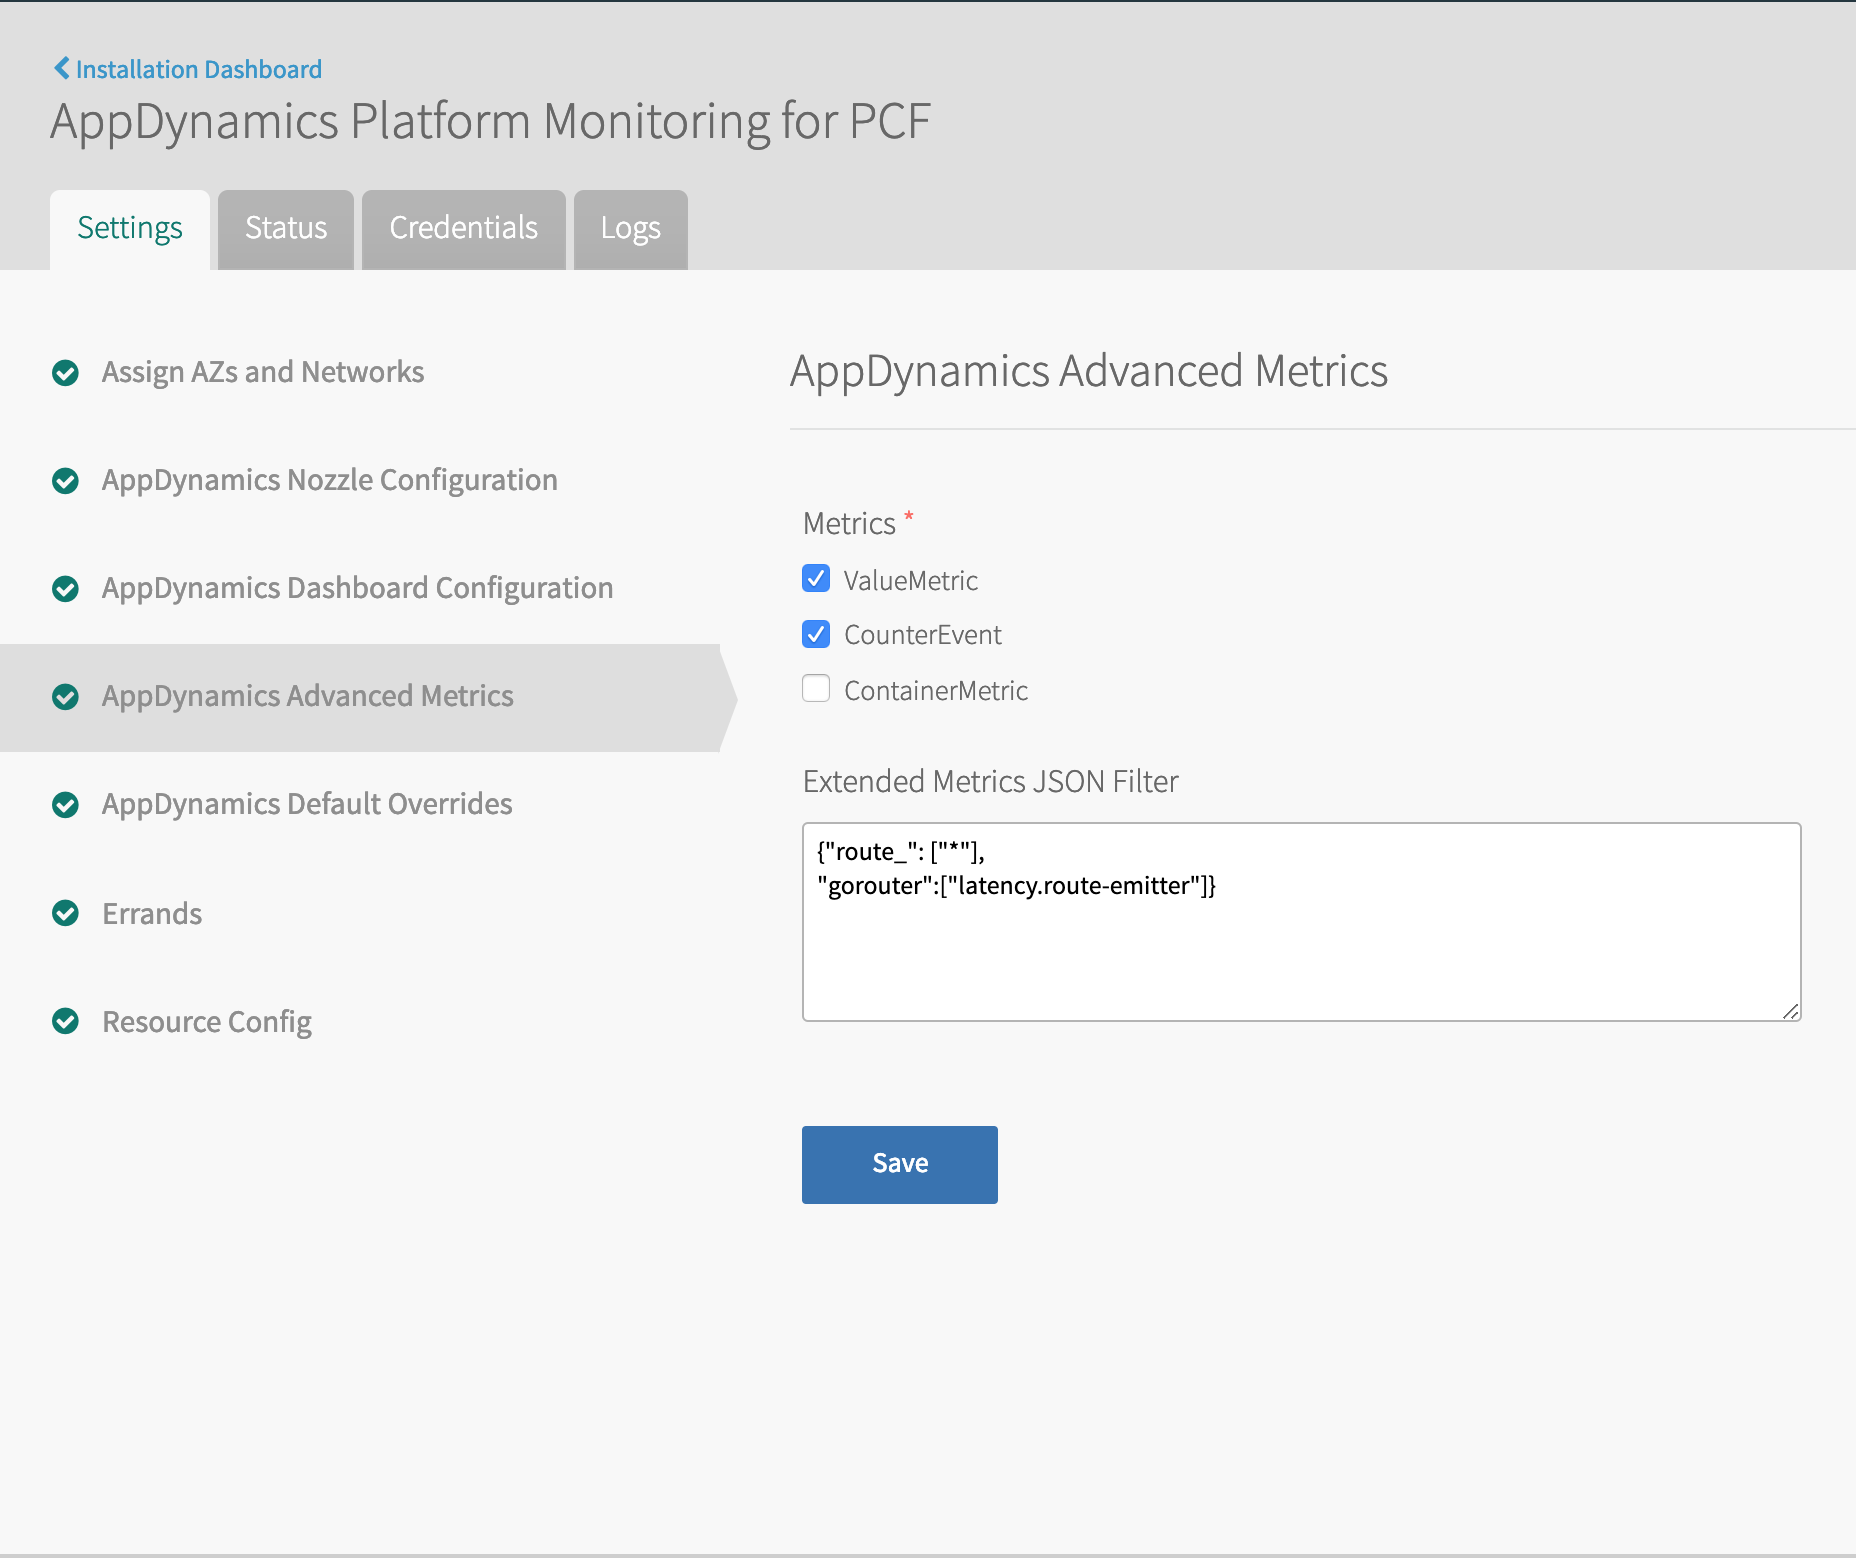 Installation Dashboard
AppDynamics Platform Monitoring for PCF
Settings
Status
Credentials
Logs
Assign AZs and Networks
AppDynamics Nozzle Configuration
AppDynamics Dashboard Configuration
AppDynamics Advanced Metrics
AppDynamics Default Overrides
Errands
Resource Config
AppDynamics Advanced Metrics
Metrics *
ValueMetric
CounterEvent
ContainerMetric
Extended Metrics JSON Filter
{"route_": ["*"],
"gorouter":["latency.route-emitter"]}
Save